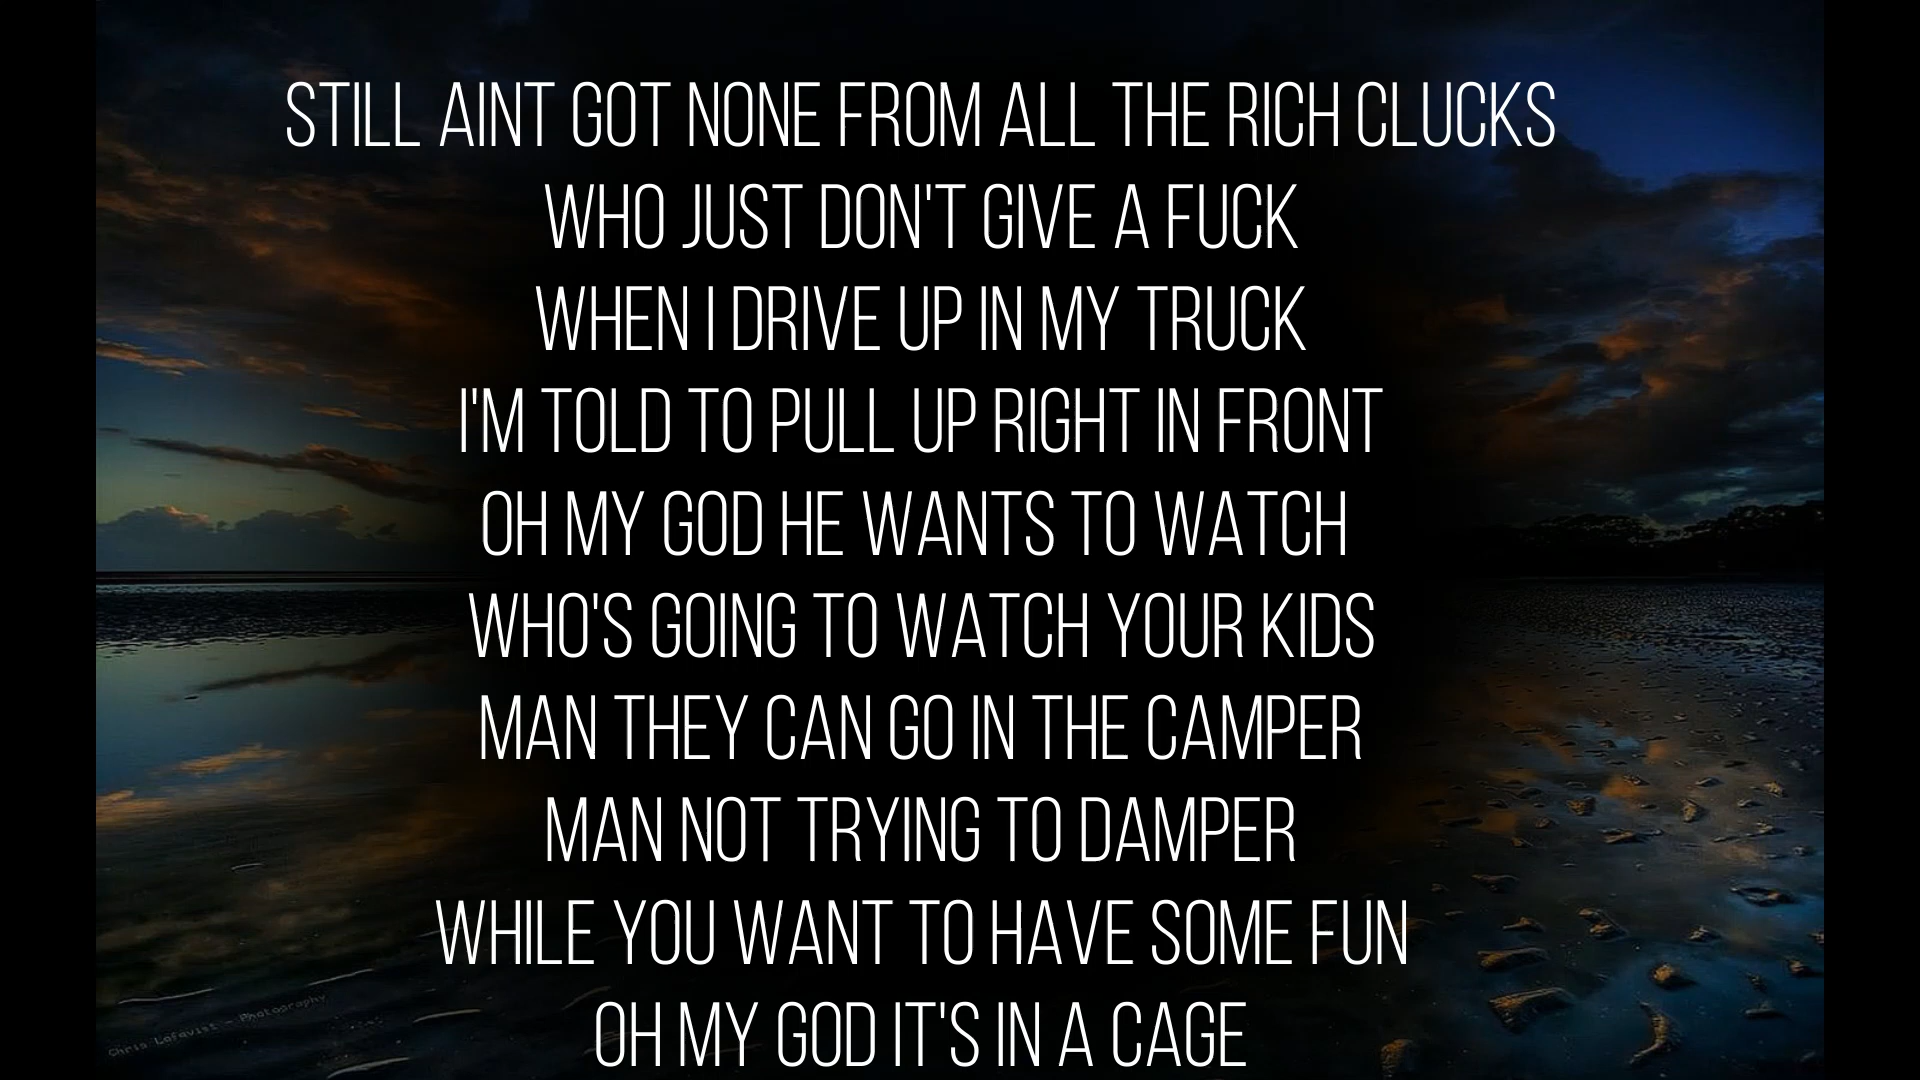 STILL AINT GOT NONE FROM ALL THE RICH CLUCKS
WHO JUST DON'T GIVE A FUCK
WHEN I DRIVE UP IN MY TRUCK
I'M TOLD TO PULL UP RIGHT IN FRONT
OH MY GOD HE WANTS TO WATCH
WHO'S GOING TO WATCH YOUR KIDS
MAN THEY CAN GO IN THE CAMPER
MAN NOT TRYING TO DAMPER
WHILE YOU WANT TO HAVE SOME FUN
OH MY GOD IT'S IN A CAGE
Chris Lofqvist - Photography